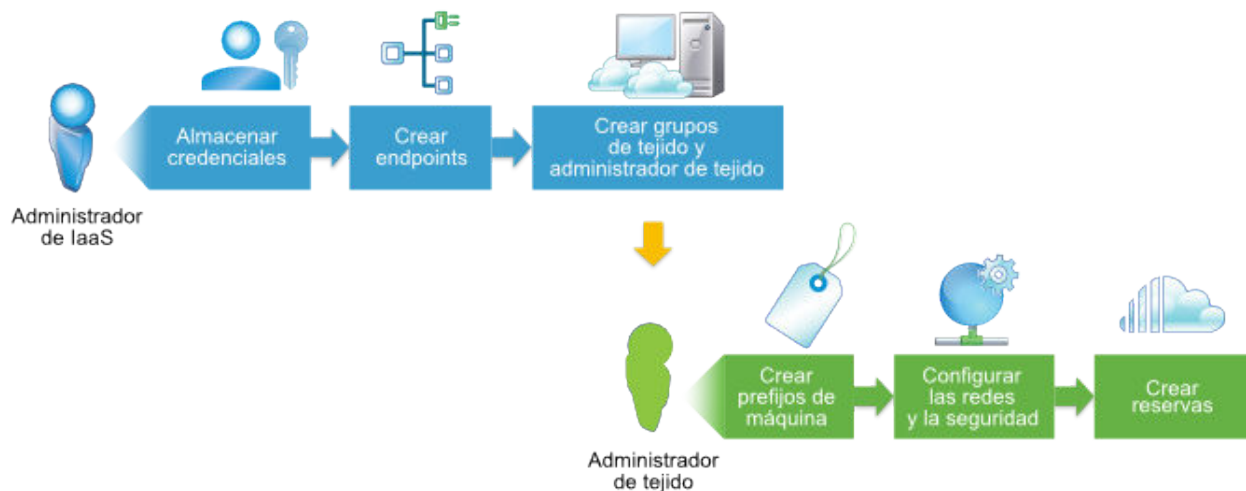 Almacenar
credenciales
Crear
endpoints
Crear grupos
de tejido y
administrador de tejido
Administrador
de IaaS
Crear
prefijos de
máquina
Configurar
las redes
y la seguridad
Crear
reservas
Administrador
de tejido